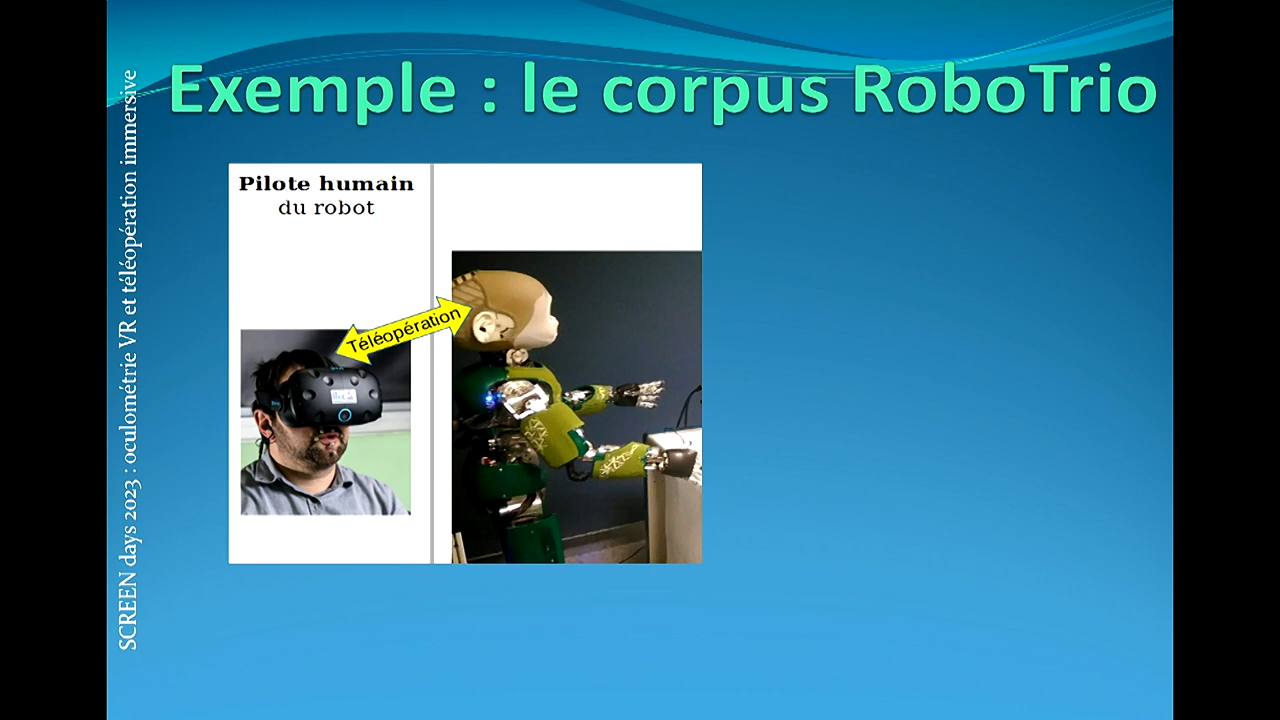 Exemple : le corpus RoboTrio
SCREEN days 2023 : oculométrie VR et téléopération immersive
Pilote humain
du robot
Téléopération